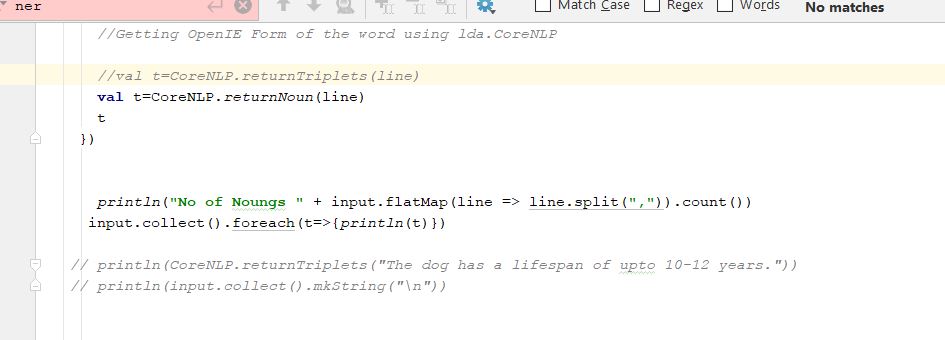 ner
Match Case Regex Words No matches
//Getting OpenIE Form of the word using lda.CoreNLP
//val t=CoreNLP.returnTriplets(line)
val t=CoreNLP.returnNoun(line)
t
})
println("No of Noungs " + input.flatMap(line => line.split(",")).count())
input.collect().foreach(t=>{println(t)})
// println(CoreNLP.returnTriplets("The dog has a lifespan of upto 10-12 years."))
// println(input.collect().mkString("\n"))